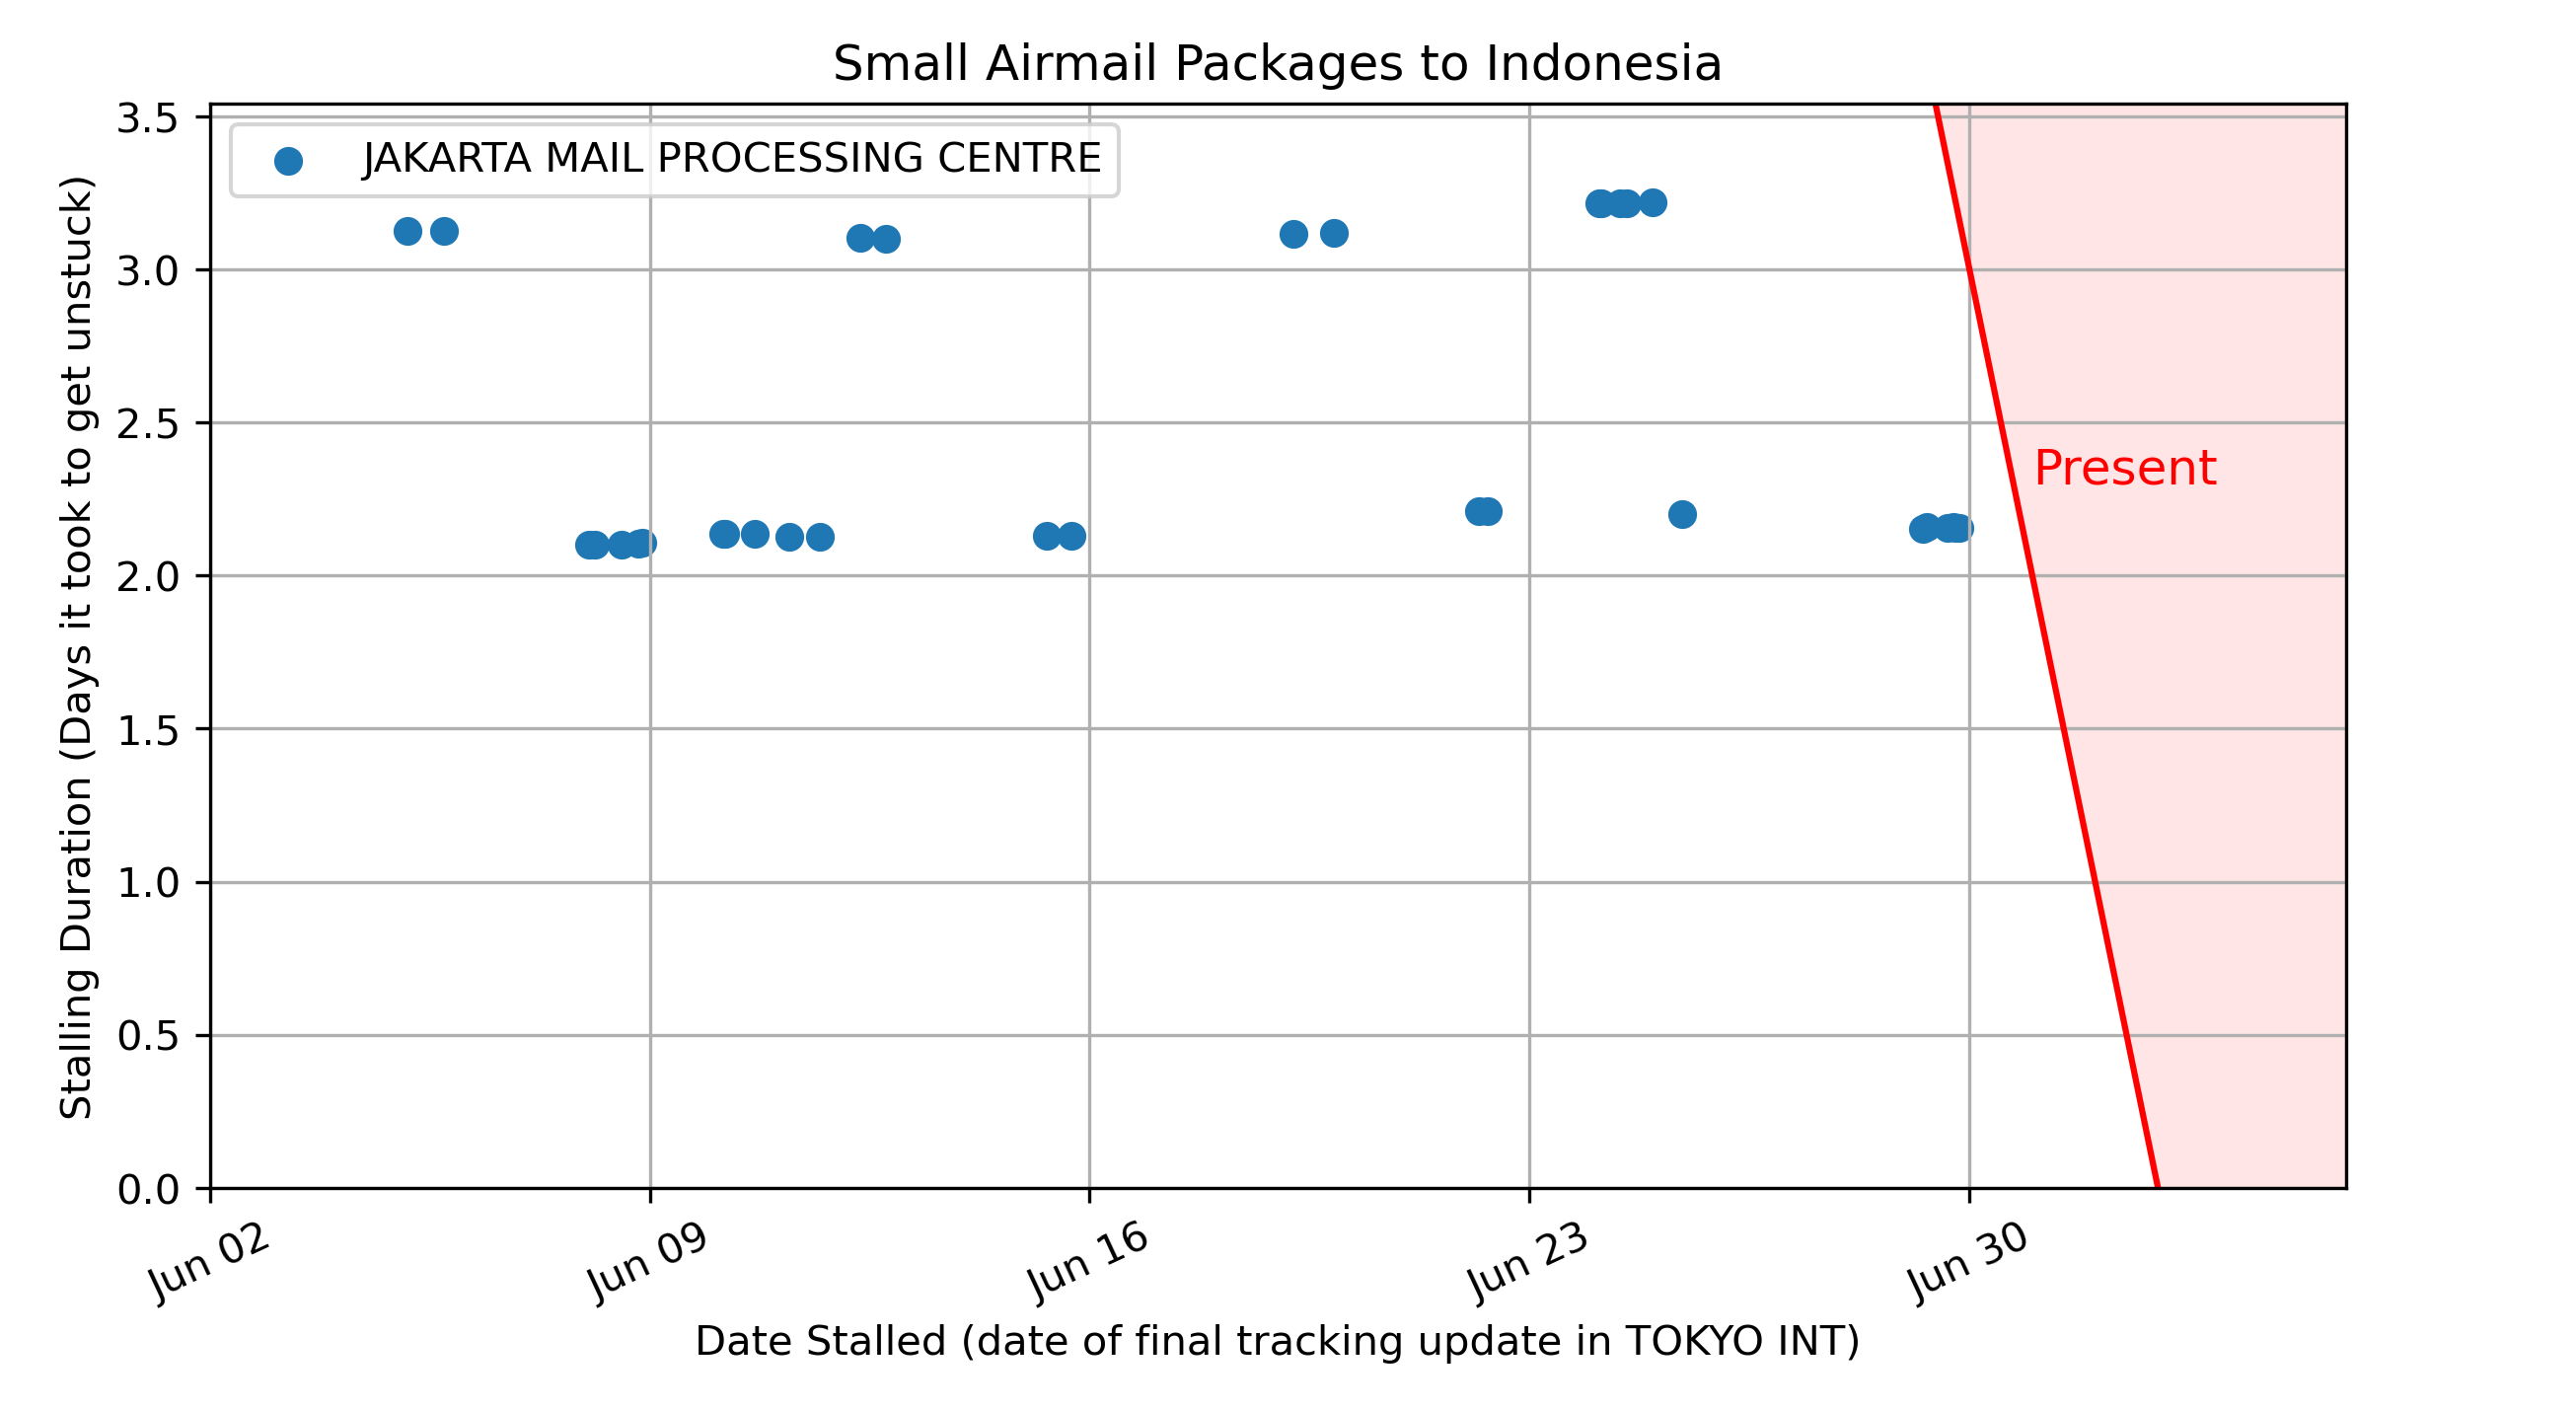 Small Airmail Packages to Indonesia
JAKARTA MAIL PROCESSING CENTRE
Stalling Duration (Days it took to get unstuck)
3.5
3.0
2.5
2.0
1.5
1.0
0.5
0.0
Present
Jun 02
Jun 09
Jun 16
Jun 23
Jun 30
Date Stalled (date of final tracking update in TOKYO INT)